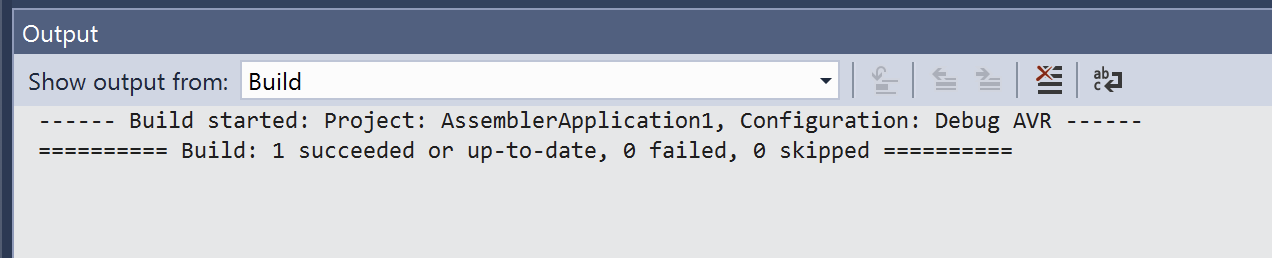 Output
Show output from: Build
------ Build started: Project: AssemblerApplication1, Configuration: Debug AVR ------
========== Build: 1 succeeded or up-to-date, 0 failed, 0 skipped ==========